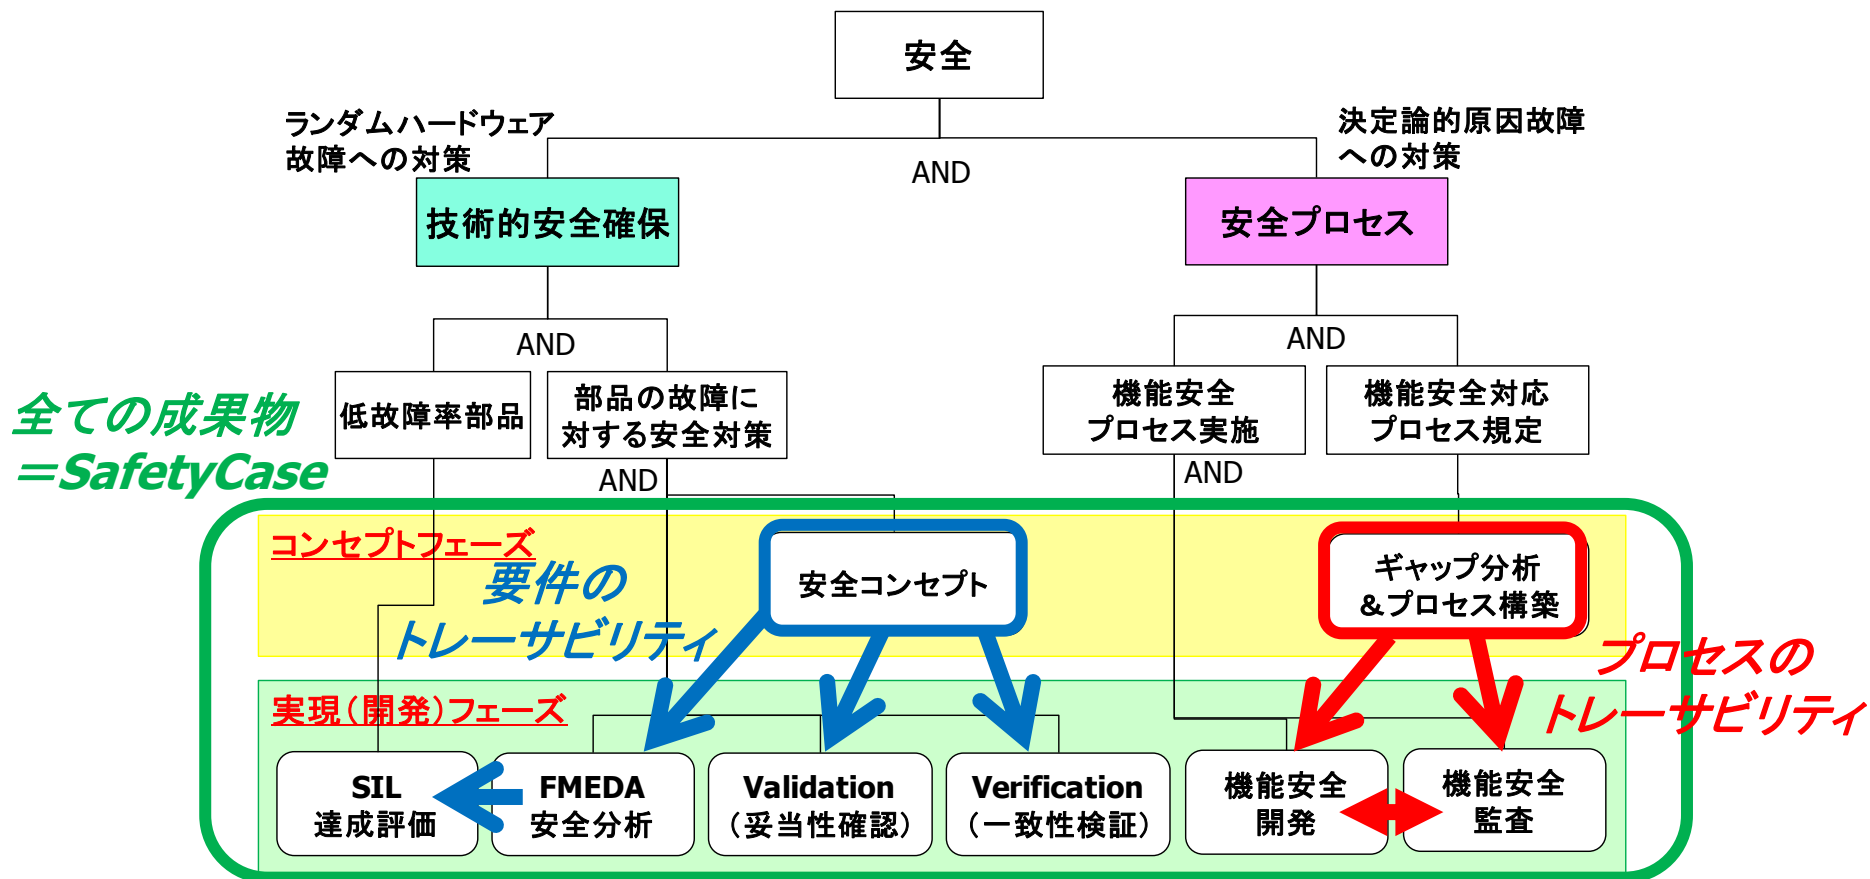 安全
ランダムハードウェア
故障への対策
決定論的原因故障
への対策
AND
技術的安全確保
安全プロセス
AND
AND
低故障率部品
部品の故障に
対する安全対策
機能安全
プロセス実施
機能安全対応
プロセス規定
全ての成果物
＝SafetyCase
AND
AND
コンセプトフェーズ
要件の
トレーサビリティ
安全コンセプト
ギャップ分析
＆プロセス構築
プロセスの
トレーサビリティ
実現（開発）フェーズ
SIL
達成評価
FMEDA
安全分析
Validation
（妥当性確認）
Verification
（一致性検証）
機能安全
開発
機能安全
監査